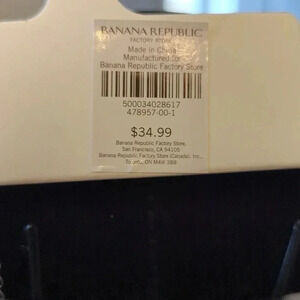 BANANA REPUBLIC
FACTORY STORE
Made in China
Manufactured for
Banana Republic Factory Store
500034028617
478957-00-1
$34.99
Banana Republic Factory Store,
San Francisco, CA 94105
Banana Republic Factory Store (Canada), Inc.,
ON M4W